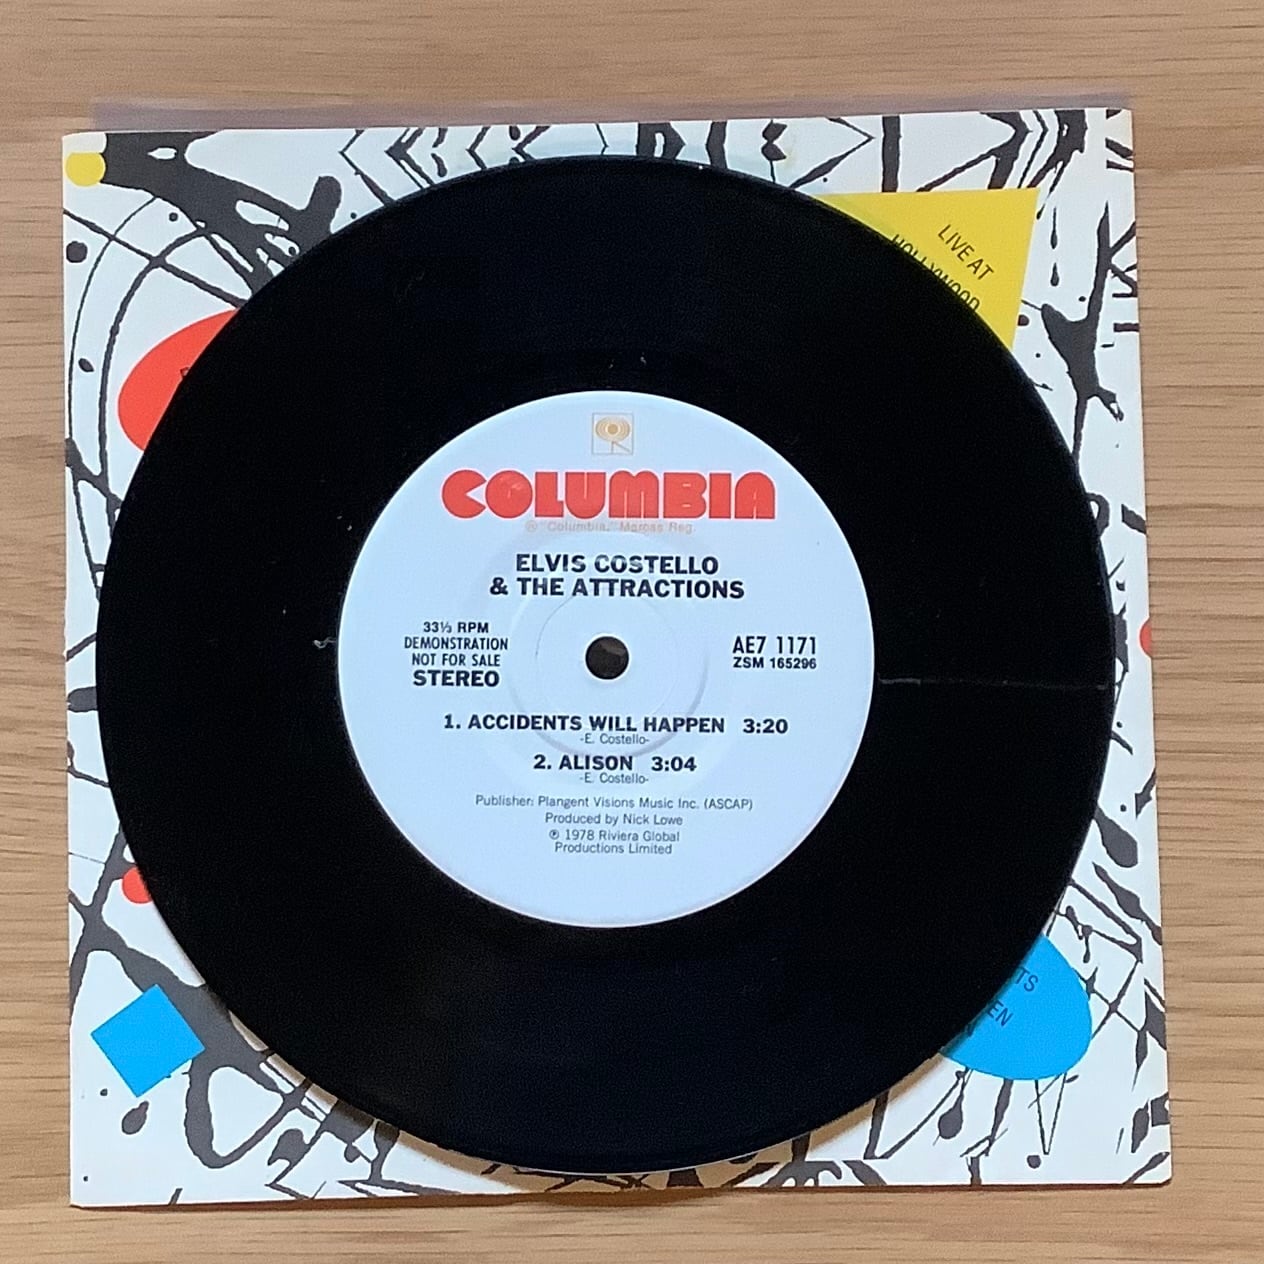 LIVE AT
HOLLYWOOD
COLUMBIA
® "Columbia," Marcas Reg.
ELVIS COSTELLO
& THE ATTRACTIONS
33⅓ RPM
DEMONSTRATION
NOT FOR SALE
STEREO
AE7 1171
ZSM 165296
1. ACCIDENTS WILL HAPPEN 3:20
-E. Costello-
2. ALISON 3:04
-E. Costello-
Publisher: Plangent Visions Music Inc. (ASCAP)
Produced by Nick Lowe
℗ 1978 Riviera Global
Productions Limited